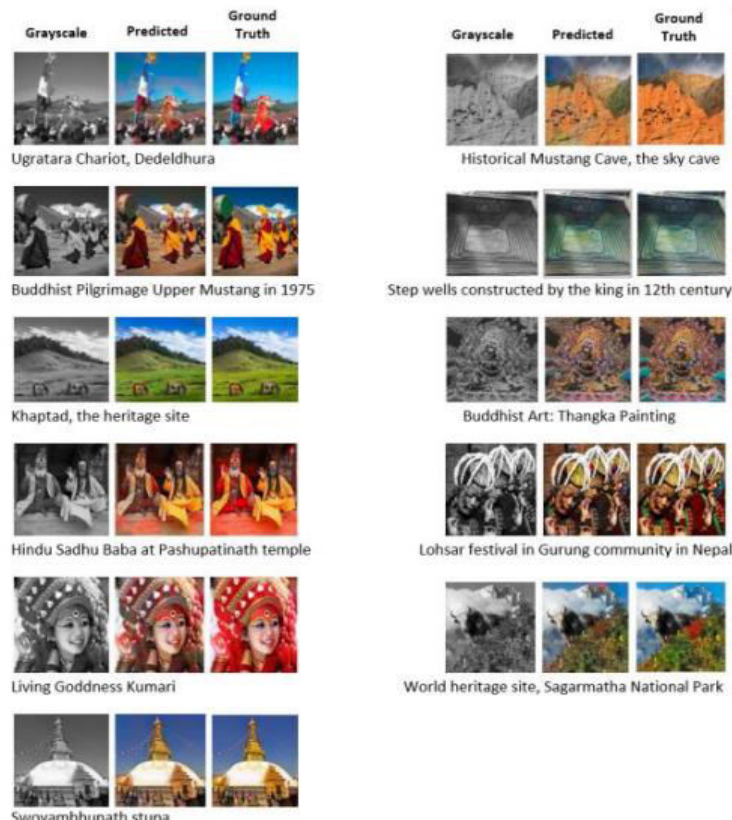 Grayscale Predicted Ground Truth
Ugratara Chariot, Dedeldhura
Buddhist Pilgrimage Upper Mustang in 1975
Khaptad, the heritage site
Hindu Sadhu Baba at Pashupatinath temple
Living Goddness Kumari
Swoyambhunath stupa
Grayscale Predicted Ground Truth
Historical Mustang Cave, the sky cave
Step wells constructed by the king in 12th century
Buddhist Art: Thangka Painting
Lohsar festival in Gurung community in Nepal
World heritage site, Sagarmatha National Park